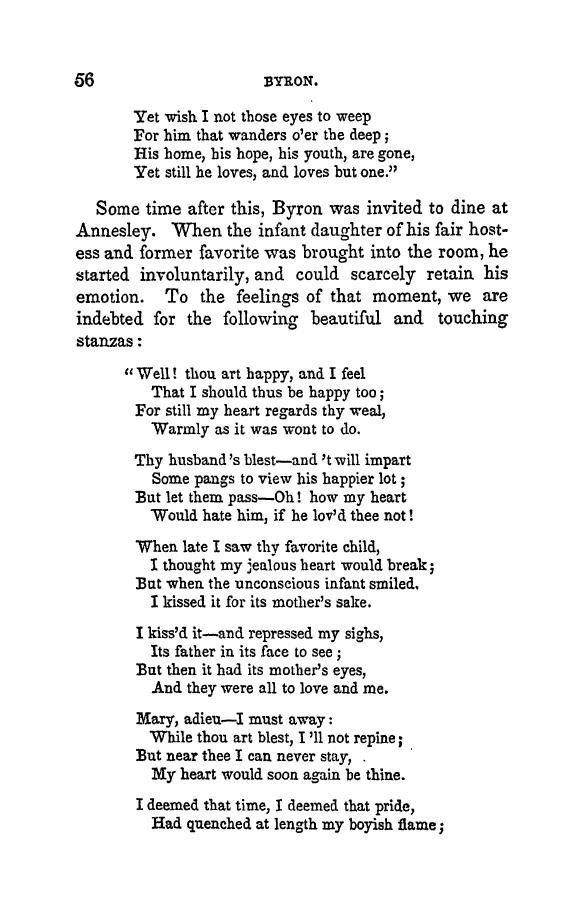 56 BYRON.
Yet wish I not those eyes to weep
For him that wanders o'er the deep;
His home, his hope, his youth, are gone,
Yet still he loves, and loves but one."
Some time after this, Byron was invited to dine at
Annesley. When the infant daughter of his fair host-
ess and former favorite was brought into the room, he
started involuntarily, and could scarcely retain his
emotion. To the feelings of that moment, we are
indebted for the following beautiful and touching
stanzas:
"Well! thou art happy, and I feel
That I should thus be happy too;
For still my heart regards thy weal,
Warmly as it was wont to do.
Thy husband's blest—and 't will impart
Some pangs to view his happier lot;
But let them pass—Oh! how my heart
Would hate him, if he lov'd thee not!
When late I saw thy favorite child,
I thought my jealous heart would break;
But when the unconscious infant smiled,
I kissed it for its mother's sake.
I kiss'd it—and repressed my sighs,
Its father in its face to see;
But then it had its mother's eyes,
And they were all to love and me.
Mary, adieu—I must away:
While thou art blest, I 'll not repine;
But near thee I can never stay,
My heart would soon again be thine.
I deemed that time, I deemed that pride,
Had quenched at length my boyish flame;